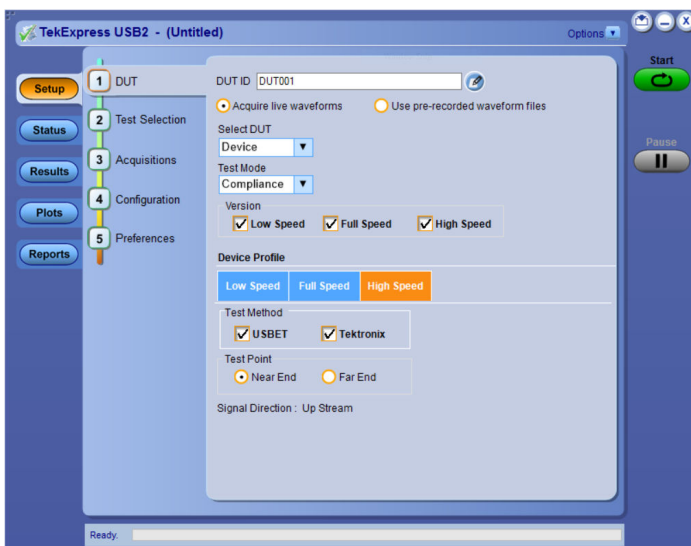 TekExpress USB2 - (Untitled)
Options
Start
Pause
Setup
Status
Results
Plots
Reports
1 DUT
2 Test Selection
3 Acquisitions
4 Configuration
5 Preferences
DUT ID DUT001
Acquire live waveforms Use pre-recorded waveform files
Select DUT
Device
Test Mode
Compliance
Version
Low Speed Full Speed High Speed
Device Profile
Low Speed Full Speed High Speed
Test Method
USBET Tektronix
Test Point
Near End Far End
Signal Direction : Up Stream
Ready.